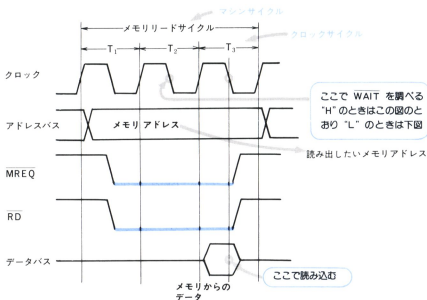 マシンサイクル
メモリリードサイクル
クロックサイクル
T₁ T₂ T₃
クロック
ここで WAIT を調べる
"H"のときはこの図のと
おり "L" のときは下図
アドレスバス
メモリ アドレス
読み出したいメモリアドレス
MREQ
RD
データバス
ここで読み込む
メモリからの
データ